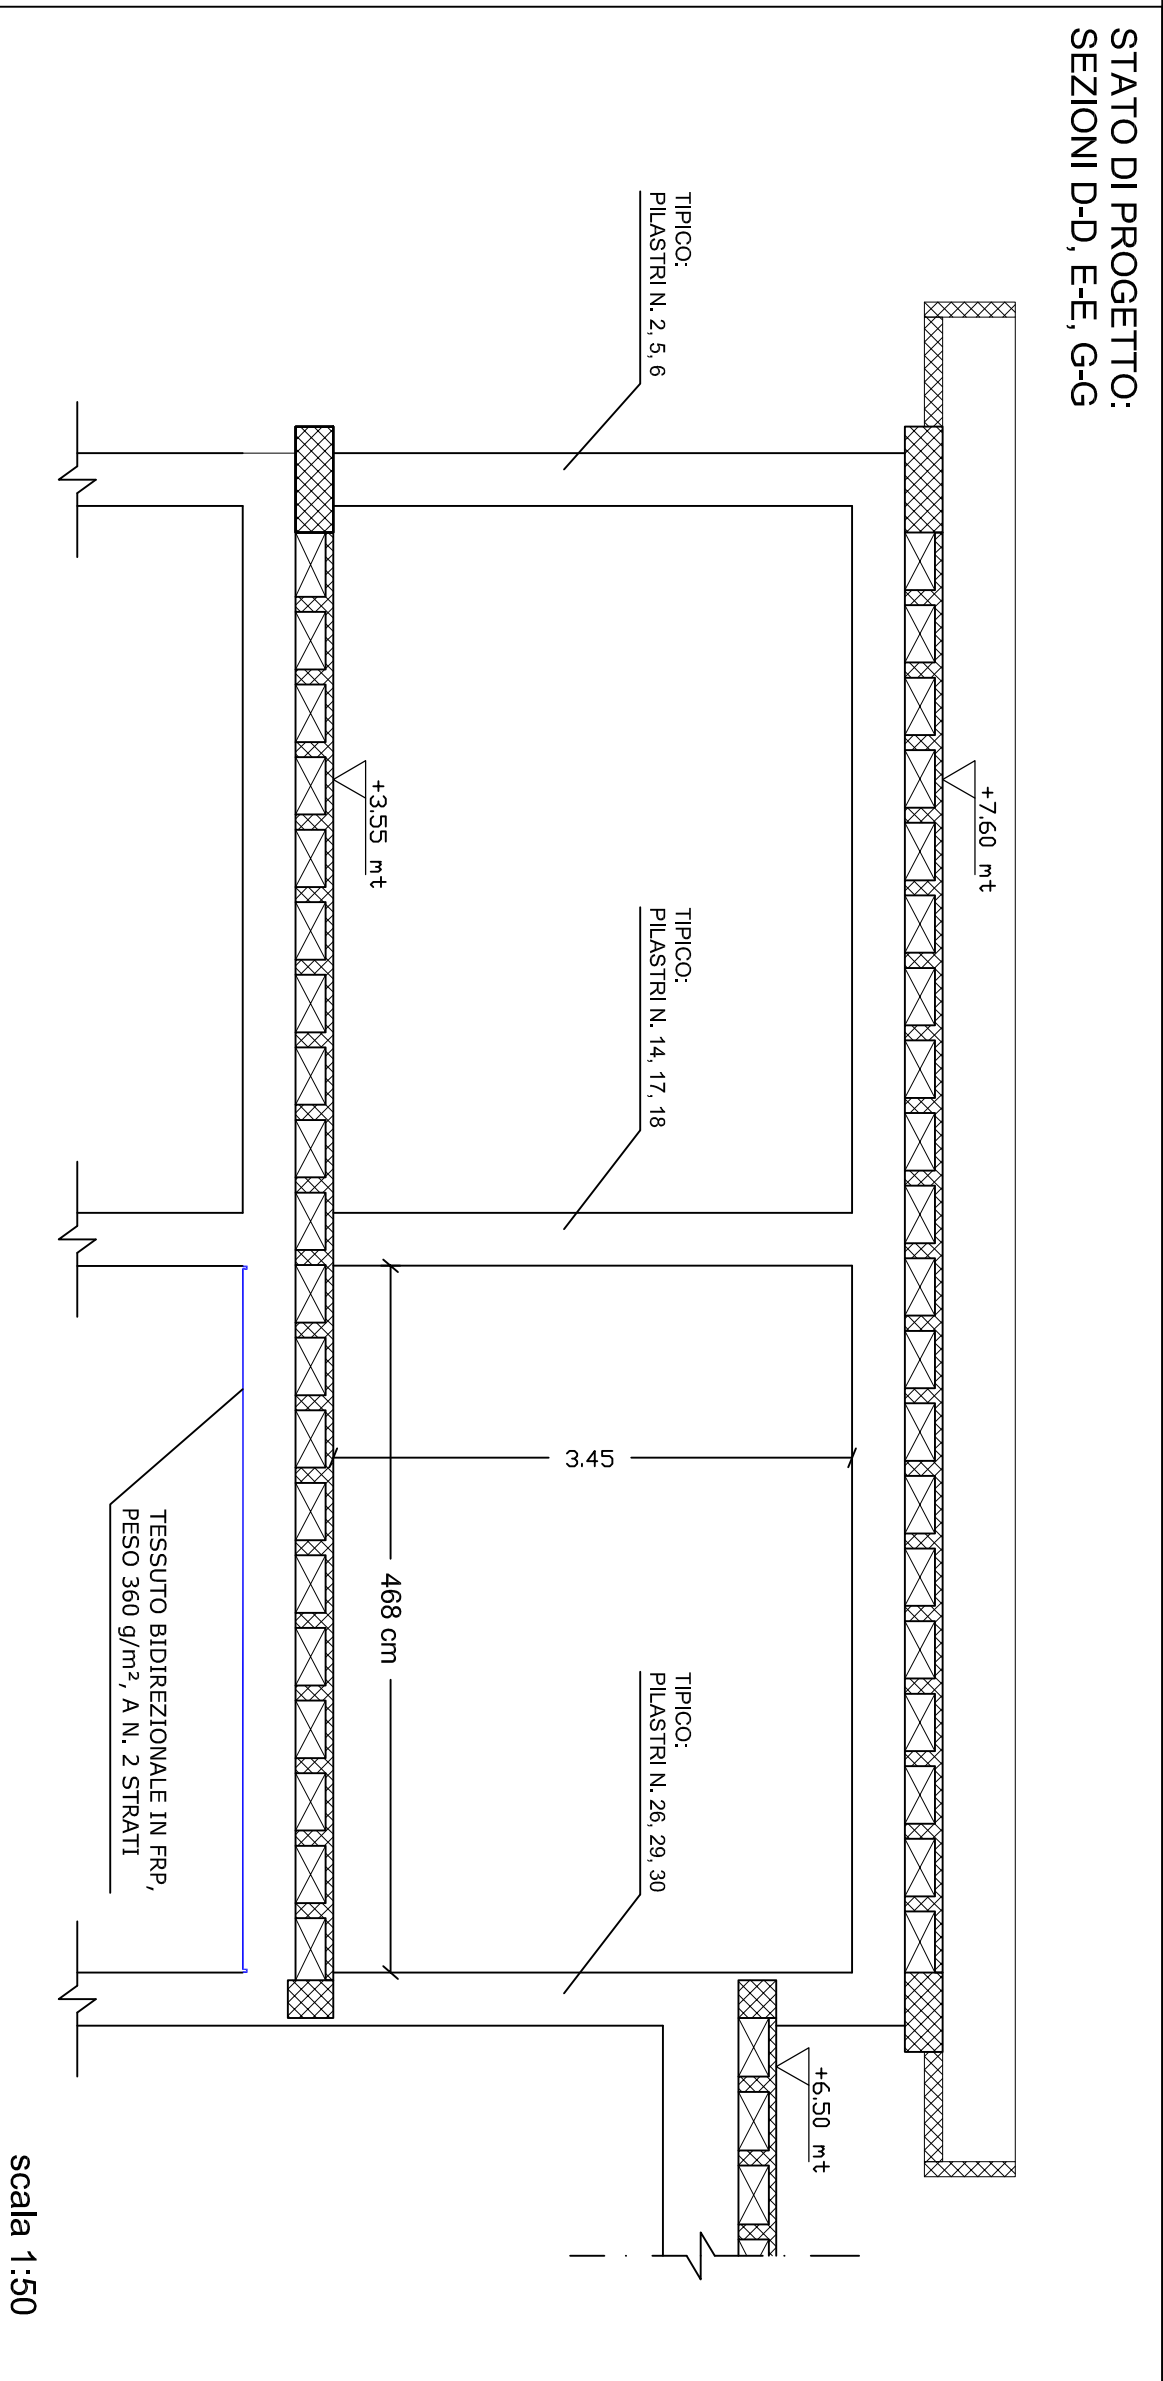 STATO DI PROGETTO:
SEZIONI D-D, E-E, G-G
+7.60 mt
TIPICO:
PILASTRI N. 2, 5, 6
TIPICO:
PILASTRI N. 14, 17, 18
TIPICO:
PILASTRI N. 26, 29, 30
+6.50 mt
3.45
+3.55 mt
468 cm
TESSUTO BIDIREZIONALE IN FRP,
PESO 360 g/m², A N. 2 STRATI
scala 1:50